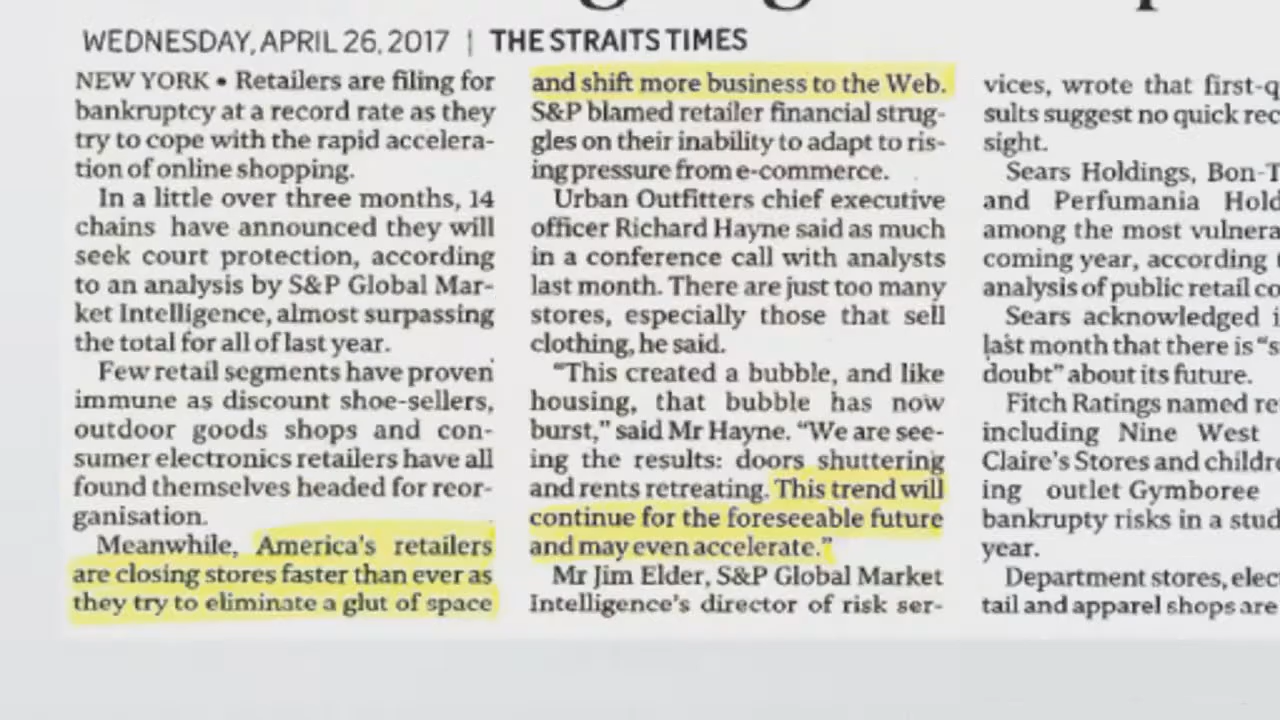 WEDNESDAY, APRIL 26, 2017 | THE STRAITS TIMES
NEW YORK • Retailers are filing for
bankruptcy at a record rate as they
try to cope with the rapid accelera-
tion of online shopping.
In a little over three months, 14
chains have announced they will
seek court protection, according
to an analysis by S&P Global Mar-
ket Intelligence, almost surpassing
the total for all of last year.
Few retail segments have proven
immune as discount shoe-sellers,
outdoor goods shops and con-
sumer electronics retailers have all
found themselves headed for reor-
ganisation.
Meanwhile, America's retailers
are closing stores faster than ever as
they try to eliminate a glut of space
and shift more business to the Web.
S&P blamed retailer financial strug-
gles on their inability to adapt to ris-
ing pressure from e-commerce.
Urban Outfitters chief executive
officer Richard Hayne said as much
in a conference call with analysts
last month. There are just too many
stores, especially those that sell
clothing, he said.
“This created a bubble, and like
housing, that bubble has now
burst,” said Mr Hayne. “We are see-
ing the results: doors shuttering
and rents retreating. This trend will
continue for the foreseeable future
and may even accelerate.”
Mr Jim Elder, S&P Global Market
Intelligence's director of risk ser-
vices, wrote that first-q
sults suggest no quick rec
sight.
Sears Holdings, Bon-T
and Perfumania Hold
among the most vulnera
coming year, according
analysis of public retail co
Sears acknowledged i
last month that there is “s
doubt” about its future.
Fitch Ratings named re
including Nine West
Claire's Stores and childre
ing outlet Gymboree
bankrupty risks in a stud
year.
Department stores, elec
tail and apparel shops are